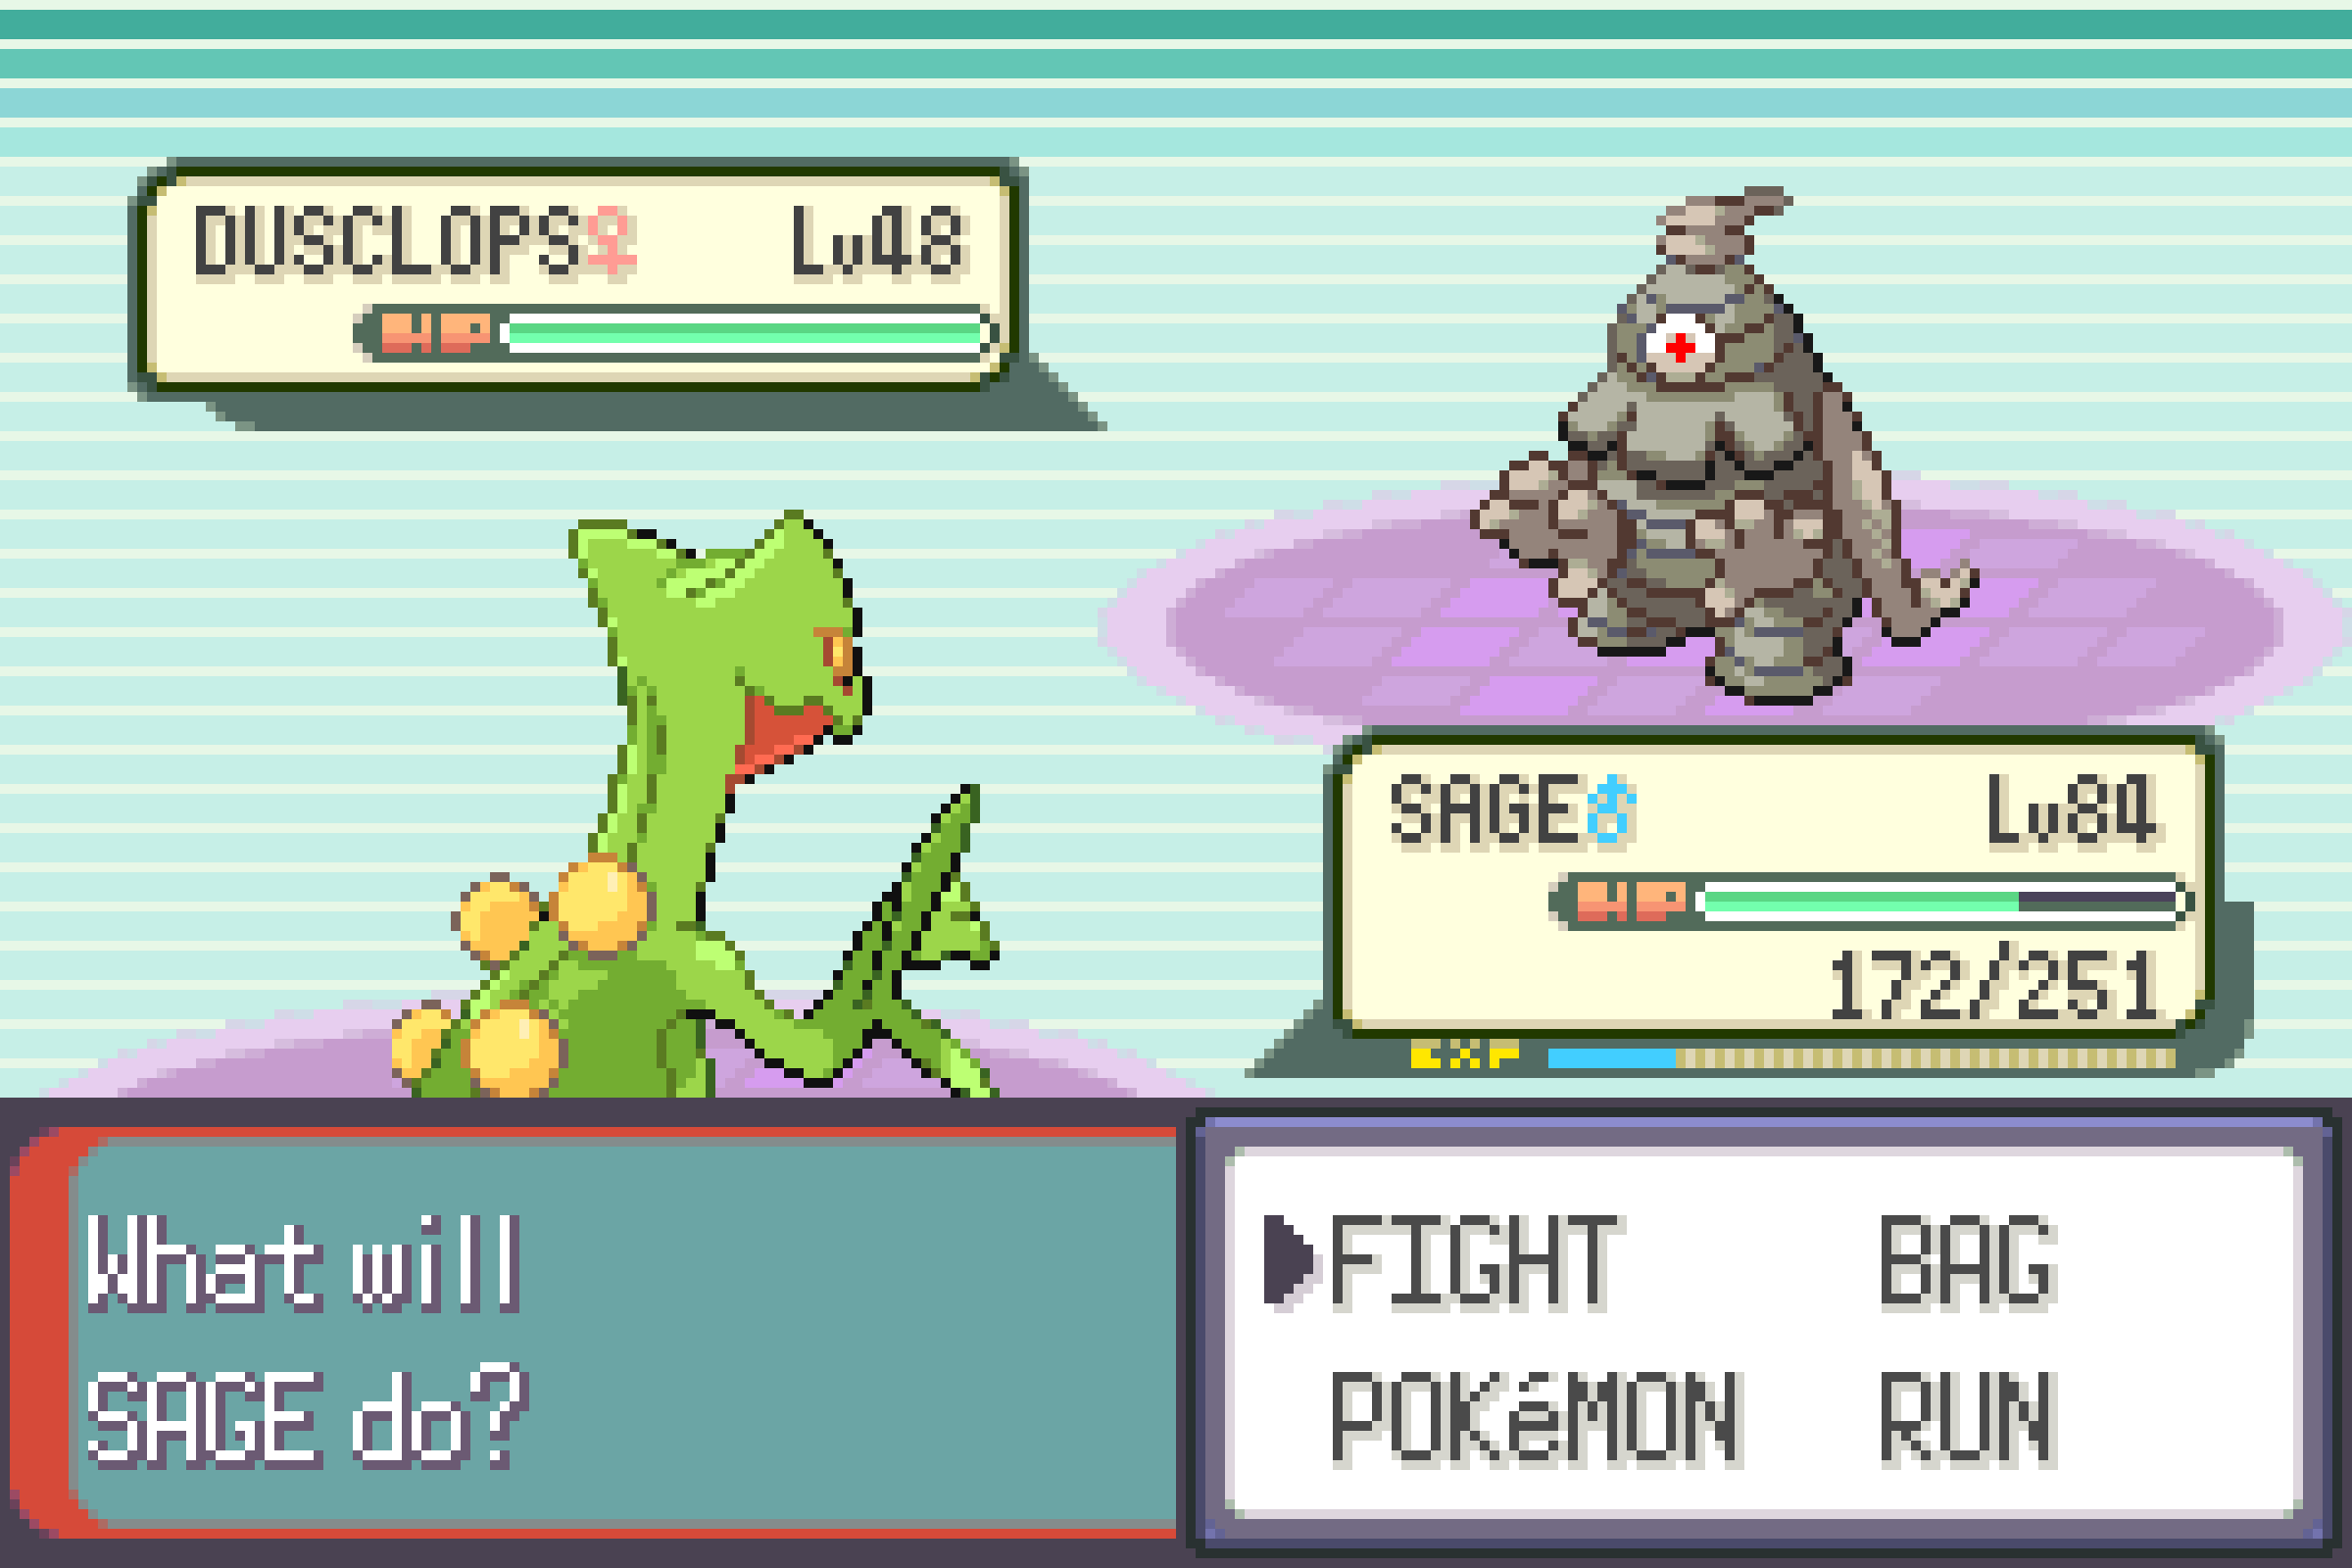 DUSCLOPS♀ Lv48
HP
SAGE♂ Lv84
HP
172/251
EXP
What will
SAGE do?
FIGHT BAG
POKéMON RUN